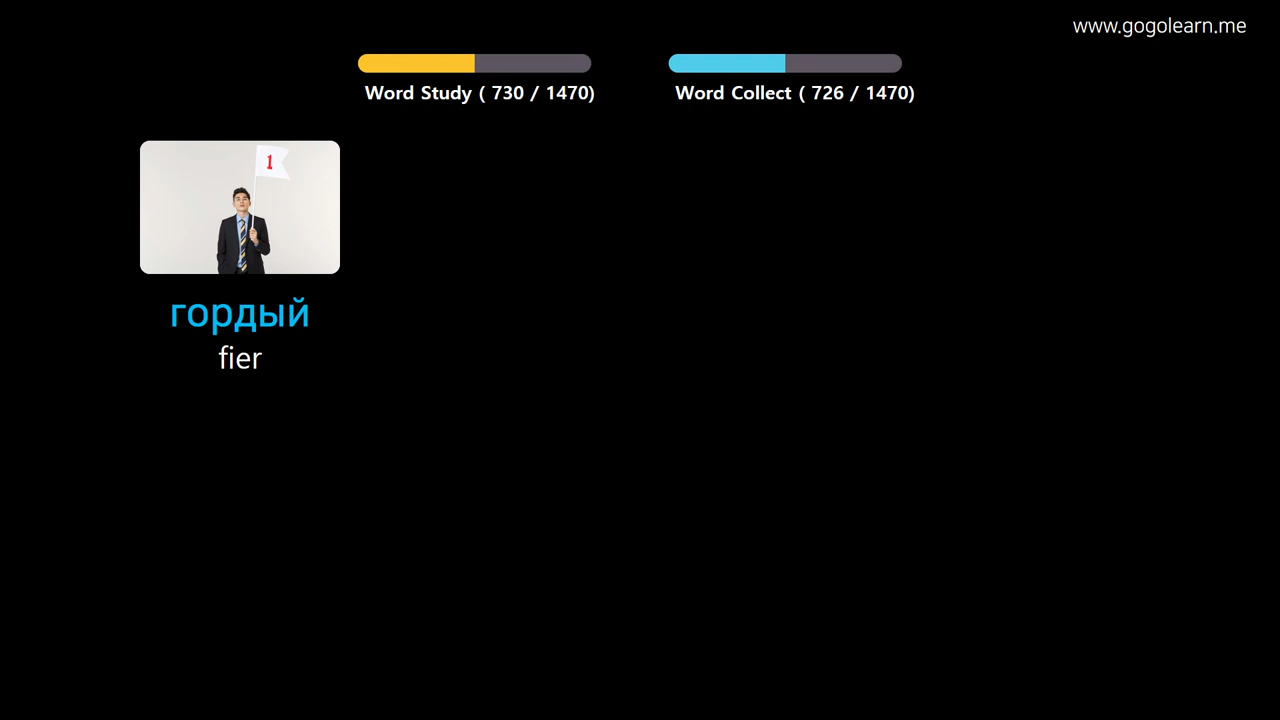 www.gogolearn.me
Word Study ( 730 / 1470)
Word Collect ( 726 / 1470)
1
гордый
fier